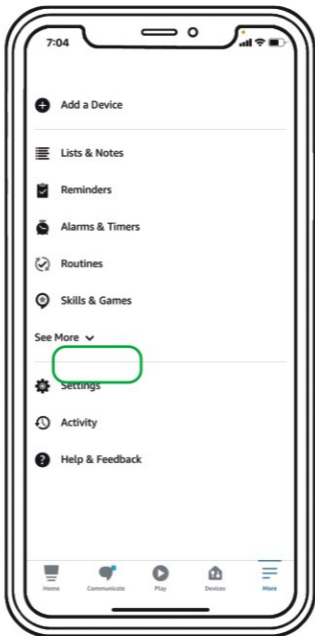 7:04
Add a Device
Lists & Notes
Reminders
Alarms & Timers
Routines
Skills & Games
See More
Settings
Activity
Help & Feedback
Home Communicate Play Devices More